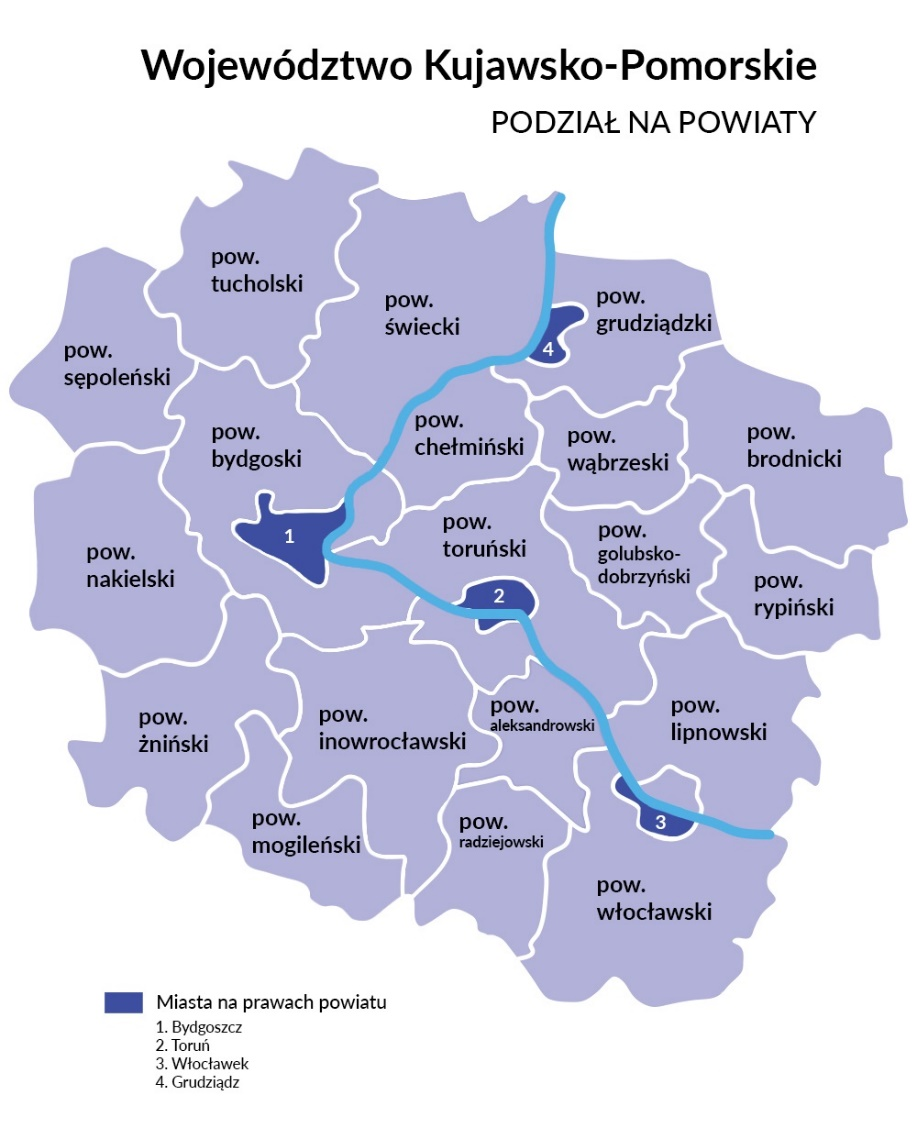 Województwo Kujawsko-Pomorskie
PODZIAŁ NA POWIATY
pow.
tucholski
pow.
świecki
pow.
grudziądzki
4
pow.
sępoleński
pow.
bydgoski
pow.
chełmiński
pow.
wąbrzeski
pow.
brodnicki
1
pow.
nakielski
pow.
toruński
pow.
golubsko-
dobrzyński
pow.
rypiński
2
pow.
żniński
pow.
inowrocławski
pow.
aleksandrowski
pow.
lipnowski
pow.
mogileński
pow.
radziejowski
3
pow.
włocławski
Miasta na prawach powiatu
1. Bydgoszcz
2. Toruń
3. Włocławek
4. Grudziądz